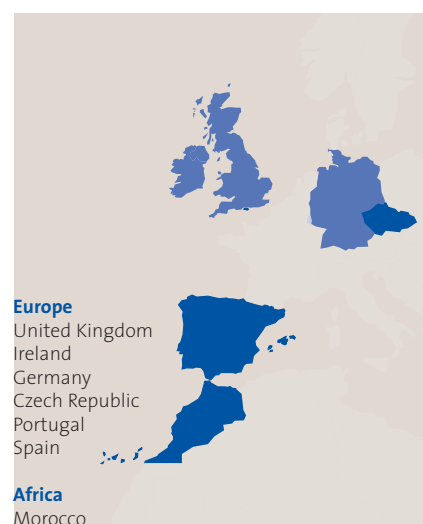 Europe
United Kingdom
Ireland
Germany
Czech Republic
Portugal
Spain
Africa
Morocco